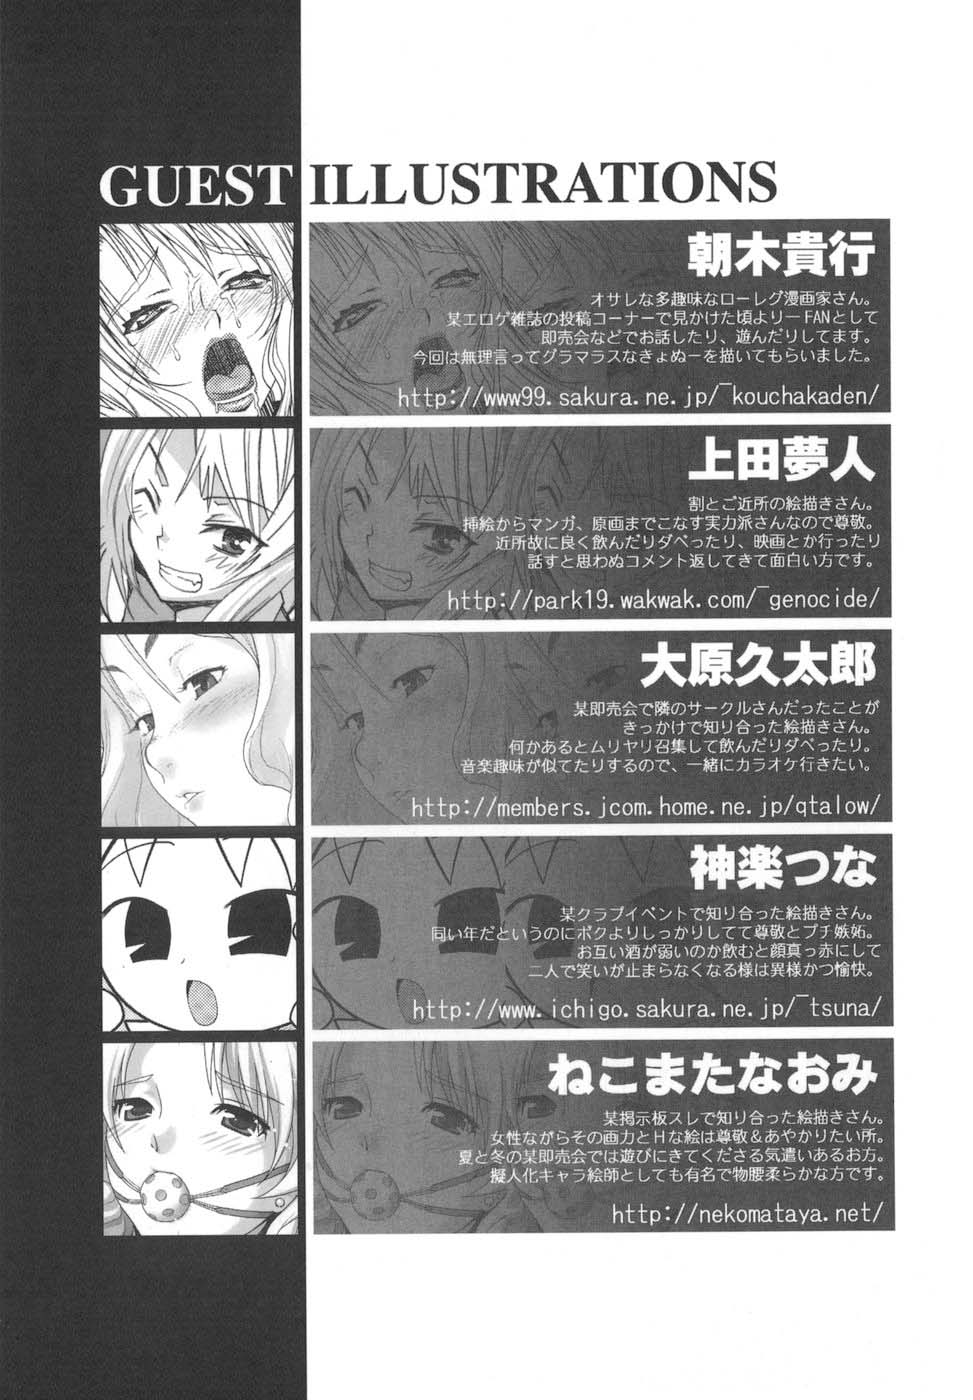 GUEST ILLUSTRATIONS
朝木貴行
オサレな多趣味なローレグ漫画家さん。
某エロゲ雑誌の投稿コーナーで見かけた頃より一FANとして
即売会などでお話したり、遊んだりしてます。
今回は無理言ってグラマラスなきょぬーを描いてもらいました。
http://www99.sakura.ne.jp/~kouchakaden/
上田夢人
割とご近所の絵描きさん。
挿絵からマンガ、原画までこなす実力派さんなので尊敬。
近所故に良く飲んだりダベったり、映画とか行ったり
話すと思わぬコメント返してきて面白い方です。
http://park19.wakwak.com/~genocide/
大原久太郎
某即売会で隣のサークルさんだったことが
きっかけで知り合った絵描きさん。
何かあるとムリヤリ召集して飲んだりダベったり。
音楽趣味が似てたりするので、一緒にカラオケ行きたい。
http://members.jcom.home.ne.jp/qtalow/
神楽つな
某クラブイベントで知り合った絵描きさん。
同い年だというのにボクよりしっかりしてて尊敬とプチ嫉妬。
お互い酒が弱いのか飲むと顔真っ赤にして
二人で笑いが止まらなくなる様は異様かつ愉快。
http://www.ichigo.sakura.ne.jp/~tsuna/
ねこまたなおみ
某掲示板スレで知り合った絵描きさん。
女性ながらその画力とHな絵は尊敬&あやかりたい所。
夏と冬の某即売会では遊びにきてくださる気遣いあるお方。
擬人化キャラ絵師としても有名で物腰柔らかな方です。
http://nekomataya.net/